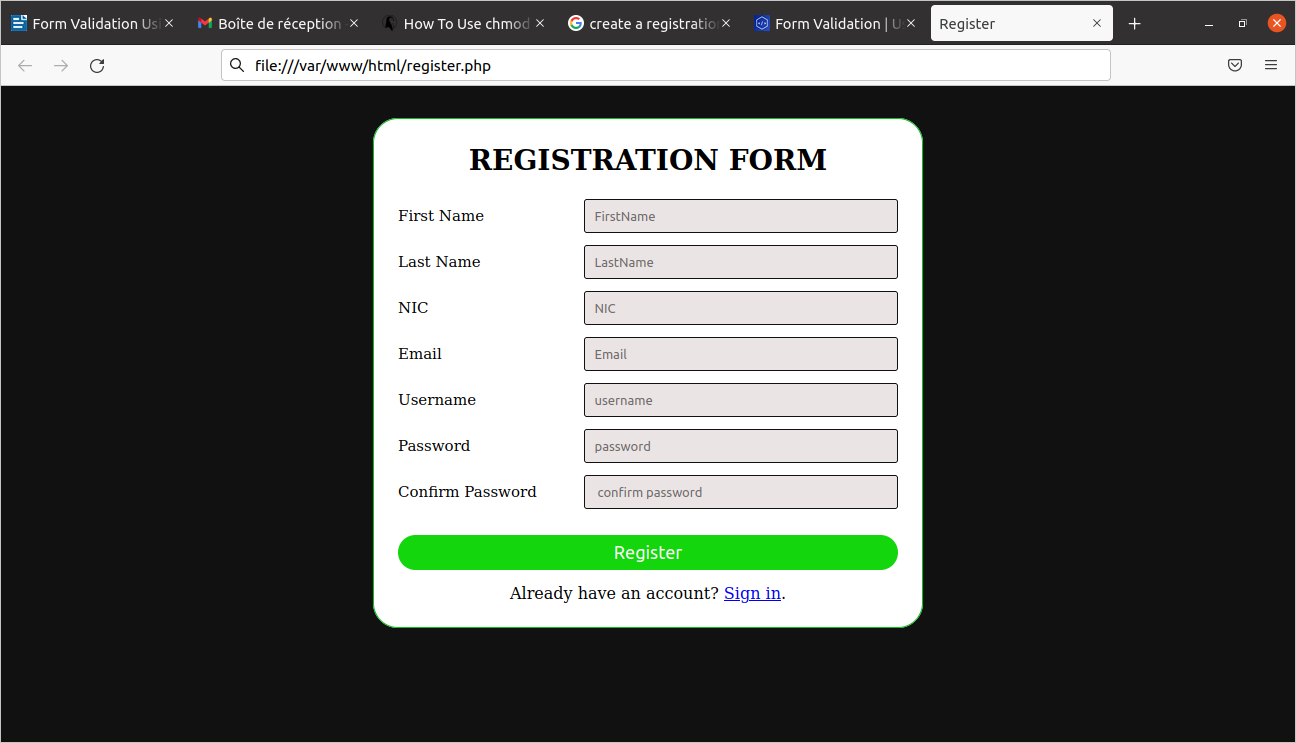 Form Validation Usi
Boîte de réception
How To Use chmod
create a registratio
Form Validation | U
Register
file:///var/www/html/register.php
REGISTRATION FORM
First Name FirstName
Last Name LastName
NIC NIC
Email Email
Username username
Password password
Confirm Password confirm password
Register
Already have an account? Sign in.